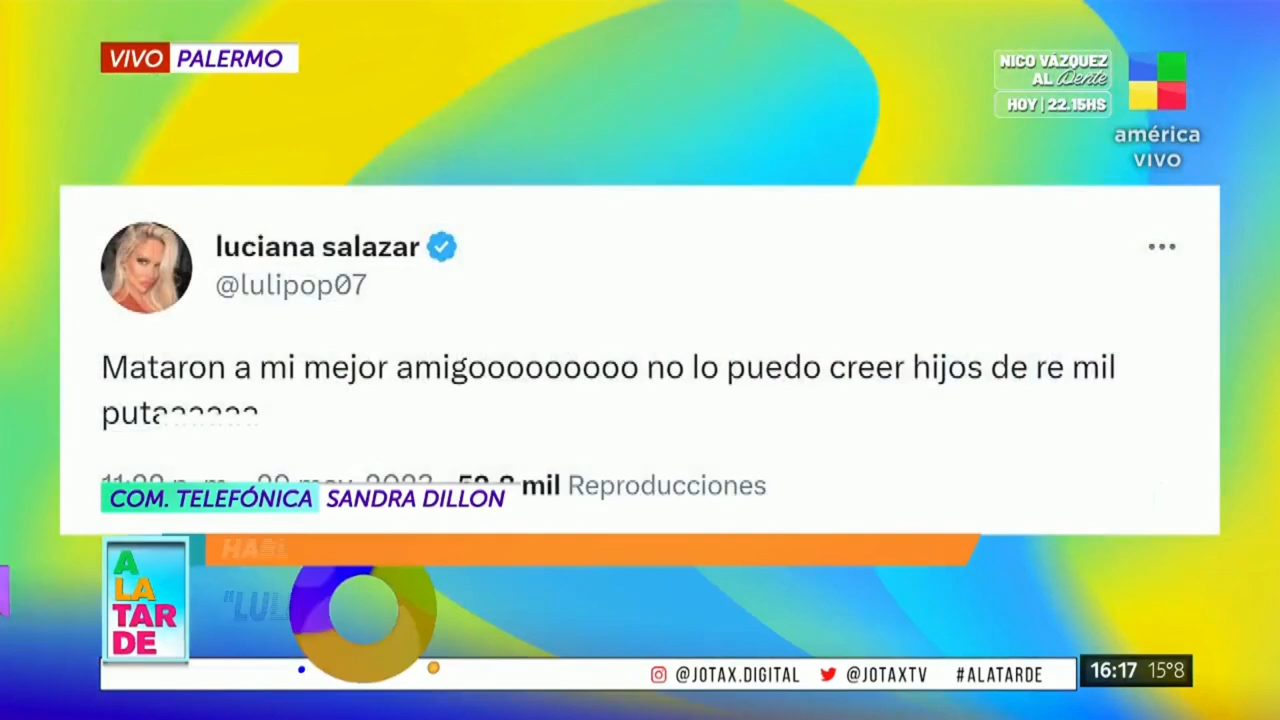 VIVO PALERMO
NICO VÁZQUEZ
AL Dente
HOY | 22.15HS
américa
VIVO
luciana salazar
@lulipop07
Mataron a mi mejor amigooooooooo no lo puedo creer hijos de re mil
mil Reproducciones
COM. TELEFÓNICA SANDRA DILLON
A
LA
TAR
DE
@JOTAX.DIGITAL @JOTAXTV #ALATARDE
16:17 15°8